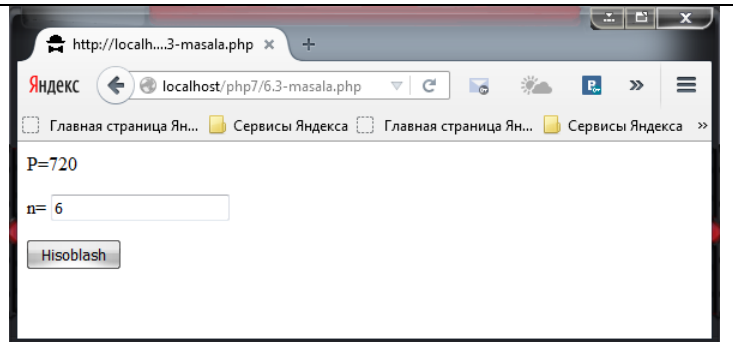 http://localh....3-masala.php × +
Яндекс localhost/php7/6.3-masala.php »
Главная страница Ян... Сервисы Яндекса Главная страница Ян... Сервисы Яндекса »
P=720
n= 6
Hisoblash